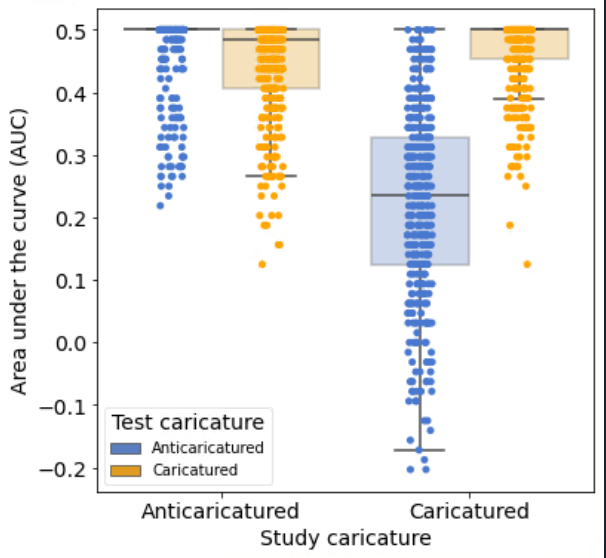 Area under the curve (AUC)
0.5
0.4
0.3
0.2
0.1
0.0
−0.1
−0.2
Test caricature
Anticaricatured
Caricatured
Anticaricatured Caricatured
Study caricature